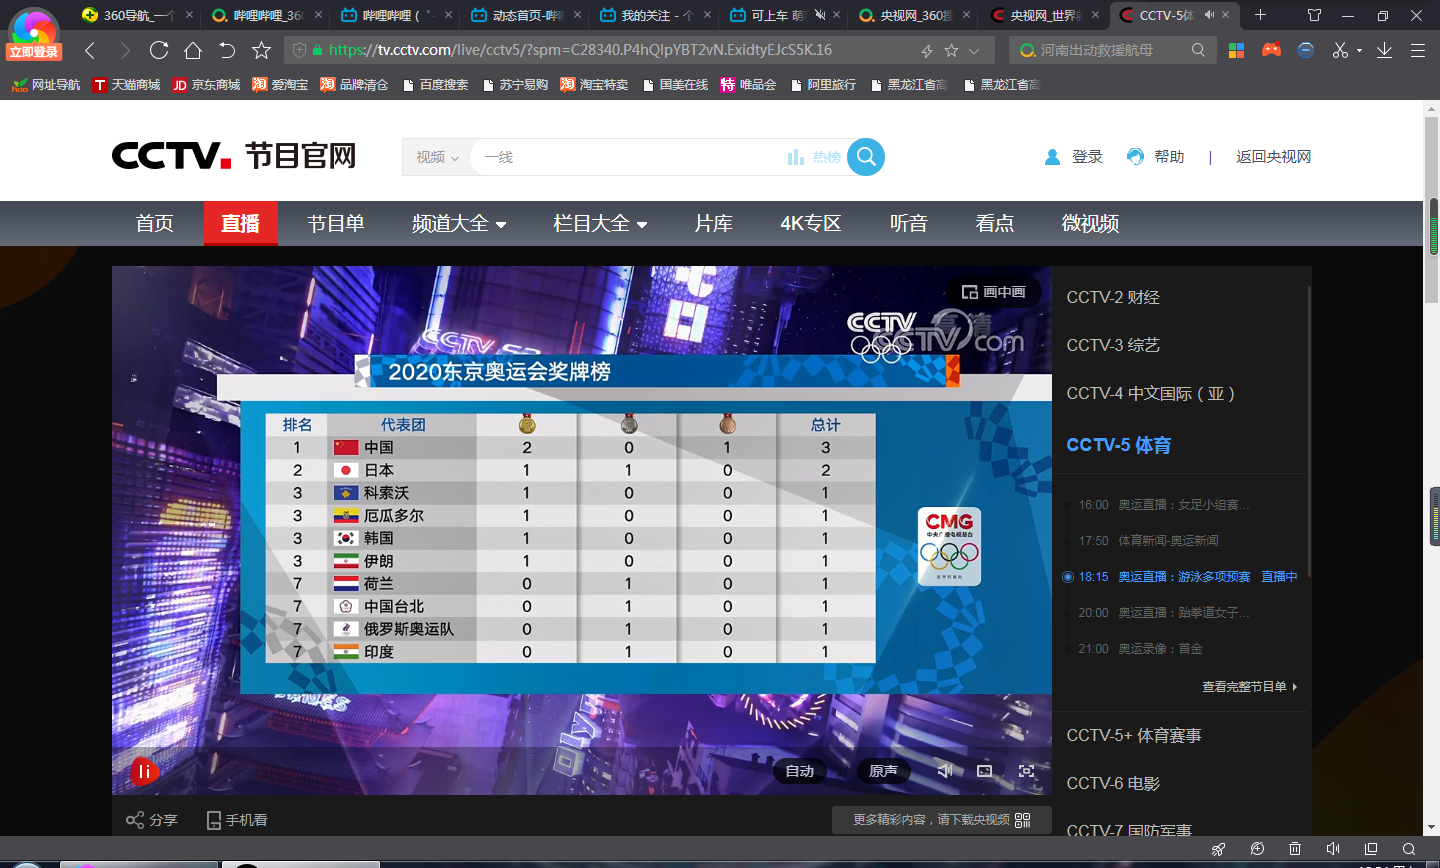 360导航_一个
哔哩哔哩_360
哔哩哔哩 ( ゜-
动态首页-哔哩
我的关注 - 个
可上车 萌
央视网_360搜
央视网_世界就
CCTV-5体
立即登录
https://tv.cctv.com/live/cctv5/?spm=C28340.P4hQIpYBT2vN.ExidtyEJcS5K.16
河南出动救援航母
网址导航
天猫商城
JD 京东商城
淘 爱淘宝
淘 品牌清仓
百度搜索
苏宁易购
淘 淘宝特卖
国美在线
特 唯品会
阿里旅行
黑龙江省高
黑龙江省高
CCTV. 节目官网
视频 一线 热榜
登录 帮助 | 返回央视网
首页 直播 节目单 频道大全 栏目大全 片库 4K专区 听音 看点 微视频
画中画
CCTV 高清
CCTV.com
2020东京奥运会奖牌榜
排名 代表团 总计
1 中国 2 0 1 3
2 日本 1 1 0 2
3 科索沃 1 0 0 1
3 厄瓜多尔 1 0 0 1
3 韩国 1 0 0 1
3 伊朗 1 0 0 1
7 荷兰 0 1 0 1
7 中国台北 0 1 0 1
7 俄罗斯奥运队 0 1 0 1
7 印度 0 1 0 1
CMG
中央广播电视总台
自动 原声
分享 手机看
更多精彩内容，请下载央视频
CCTV-2 财经
CCTV-3 综艺
CCTV-4 中文国际（亚）
CCTV-5 体育
16:00 奥运直播：女足小组赛...
17:50 体育新闻-奥运新闻
18:15 奥运直播：游泳多项预赛 直播中
20:00 奥运直播：跆拳道女子...
21:00 奥运录像：首金
查看完整节目单
CCTV-5+ 体育赛事
CCTV-6 电影
CCTV-7 国防军事